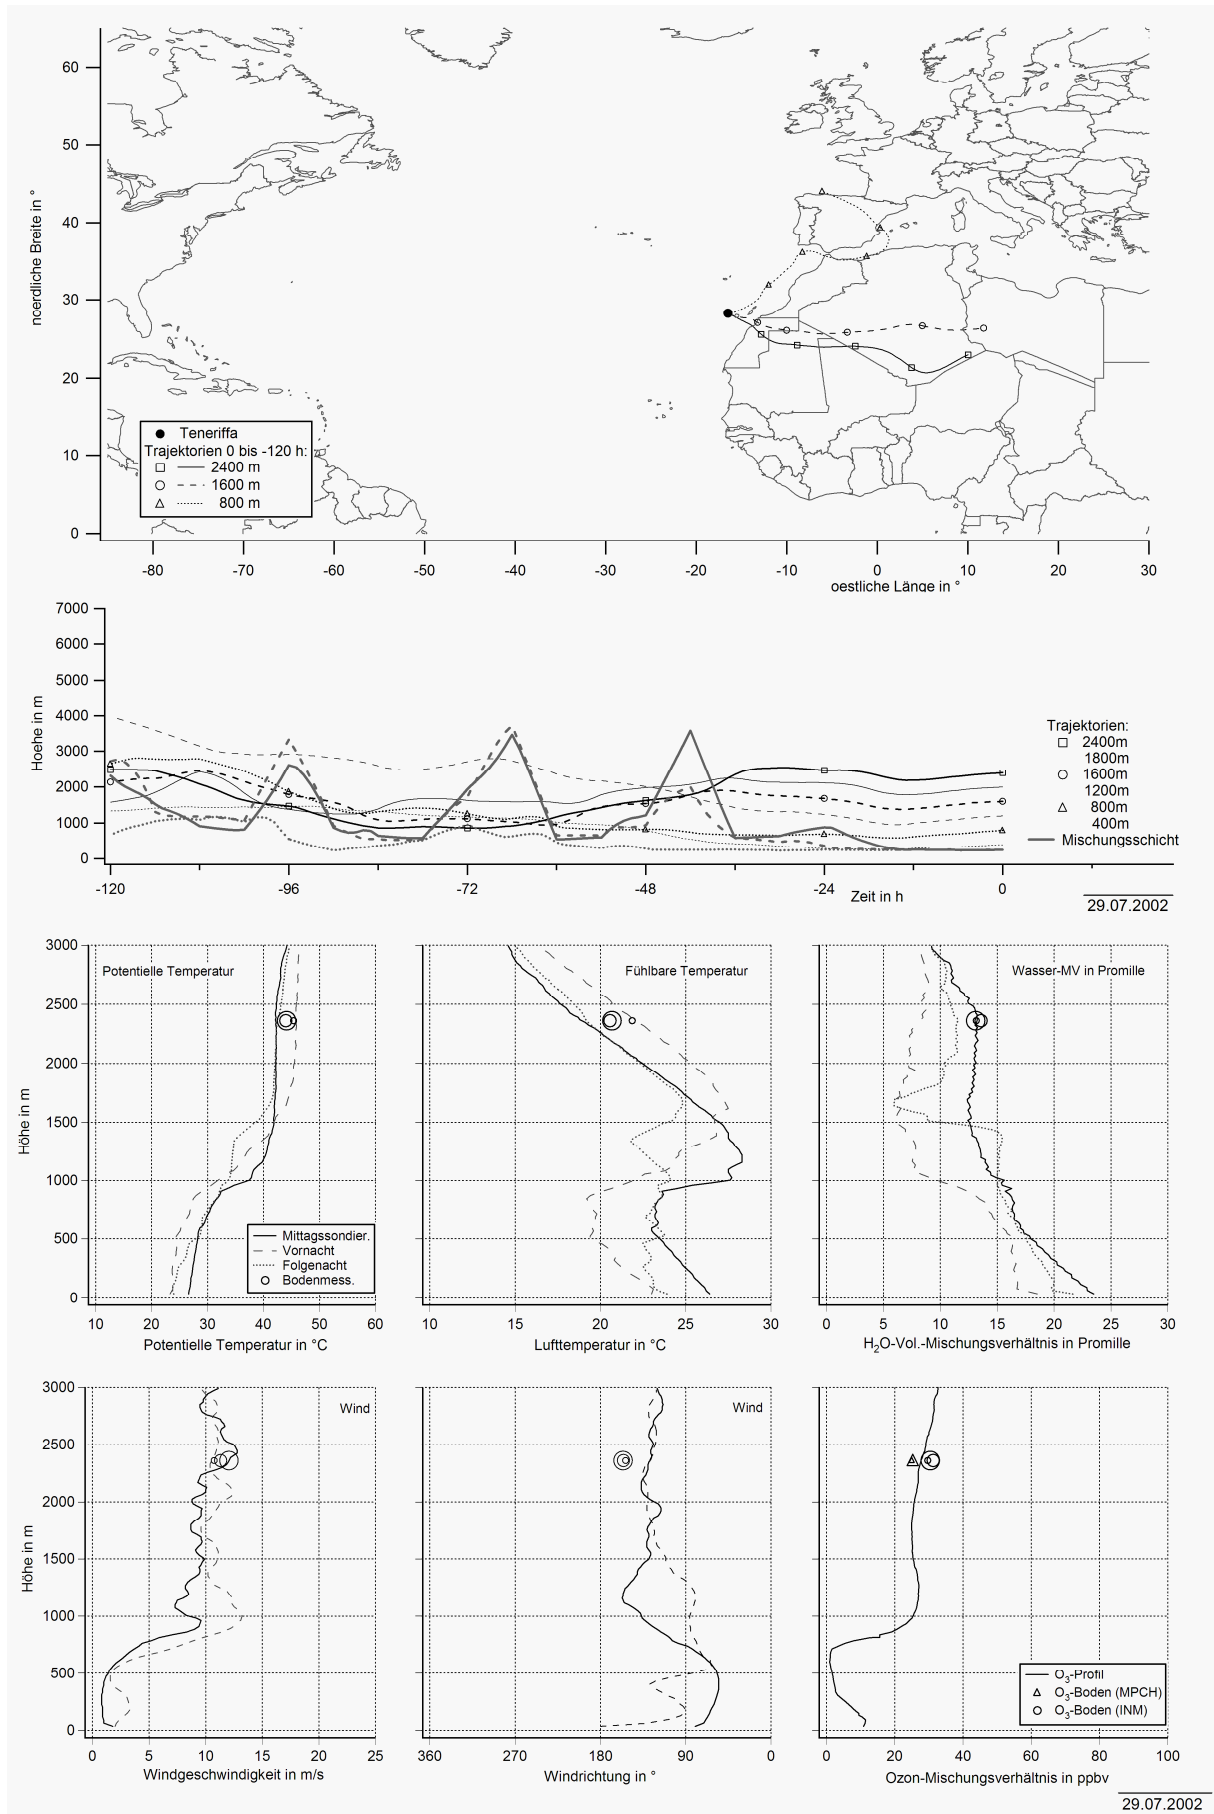 60
50
40
30
20
10
0
noerdliche Breite in °
Teneriffa
Trajektorien 0 bis -120 h:
2400 m
1600 m
800 m
-80 -70 -60 -50 -40 -30 -20 -10 0 10 20 30
oestliche Länge in °
7000
6000
5000
4000
3000
2000
1000
0
Hoehe in m
Trajektorien:
2400m
1800m
1600m
1200m
800m
400m
Mischungsschicht
-120 -96 -72 -48 -24 0
Zeit in h
29.07.2002
3000
2500
2000
1500
1000
500
0
Höhe in m
Potentielle Temperatur
Mittagssondier.
Vornacht
Folgenacht
Bodenmess.
10 20 30 40 50 60
Potentielle Temperatur in °C
Fühlbare Temperatur
10 15 20 25 30
Lufttemperatur in °C
Wasser-MV in Promille
0 5 10 15 20 25 30
H2O-Vol.-Mischungsverhältnis in Promille
3000
2500
2000
1500
1000
500
0
Höhe in m
Wind
0 5 10 15 20 25
Windgeschwindigkeit in m/s
Wind
360 270 180 90 0
Windrichtung in °
O3-Profil
O3-Boden (MPCH)
O3-Boden (INM)
0 20 40 60 80 100
Ozon-Mischungsverhältnis in ppbv
29.07.2002